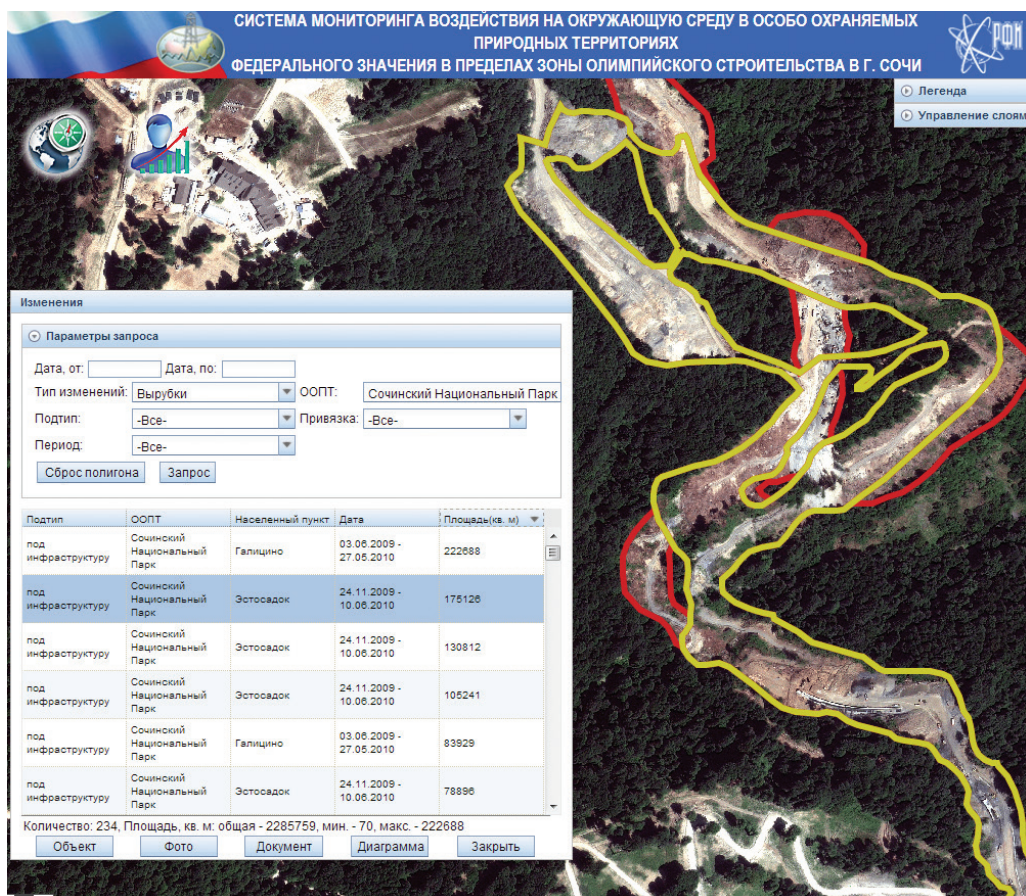 СИСТЕМА МОНИТОРИНГА ВОЗДЕЙСТВИЯ НА ОКРУЖАЮЩУЮ СРЕДУ В ОСОБО ОХРАНЯЕМЫХ
ПРИРОДНЫХ ТЕРРИТОРИЯХ
ФЕДЕРАЛЬНОГО ЗНАЧЕНИЯ В ПРЕДЕЛАХ ЗОНЫ ОЛИМПИЙСКОГО СТРОИТЕЛЬСТВА В Г. СОЧИ
РФИ
Легенда
Управление слоям
Изменения
Параметры запроса
Дата, от: Дата, по:
Тип изменений: Вырубки ООПТ: Сочинский Национальный Парк
Подтип: -Все- Привязка: -Все-
Период: -Все-
Сброс полигона Запрос
Подтип ООПТ Населенный пункт Дата Площадь(кв. м)
под инфраструктуру Сочинский Национальный Парк Галицино 03.06.2009 - 27.05.2010 222688
под инфраструктуру Сочинский Национальный Парк Эстосадок 24.11.2009 - 10.06.2010 175126
под инфраструктуру Сочинский Национальный Парк Эстосадок 24.11.2009 - 10.06.2010 130812
под инфраструктуру Сочинский Национальный Парк Эстосадок 24.11.2009 - 10.06.2010 105241
под инфраструктуру Сочинский Национальный Парк Галицино 03.06.2009 - 27.05.2010 83929
под инфраструктуру Сочинский Национальный Парк Эстосадок 24.11.2009 - 10.06.2010 78896
Количество: 234, Площадь, кв. м: общая - 2285759, мин. - 70, макс. - 222688
Объект Фото Документ Диаграмма Закрыть